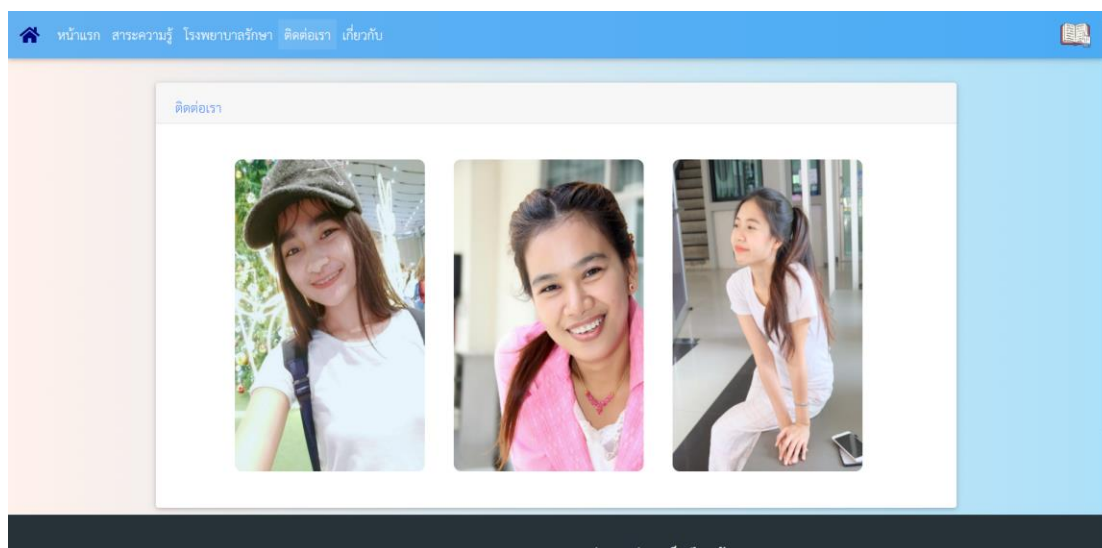 หน้าแรก สาระความรู้ โรงพยาบาลรักษา ติดต่อเรา เกี่ยวกับ
ติดต่อเรา